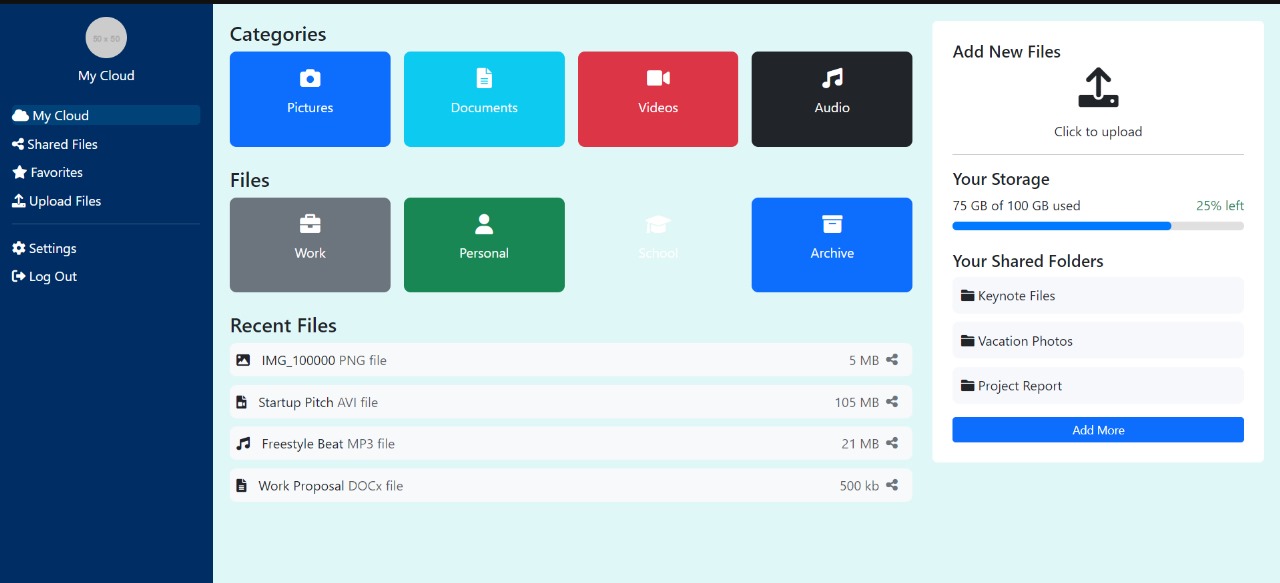 50 x 50
My Cloud
My Cloud
Shared Files
Favorites
Upload Files
Settings
Log Out
Categories
Pictures
Documents
Videos
Audio
Files
Work
Personal
School
Archive
Recent Files
IMG_100000 PNG file 5 MB
Startup Pitch AVI file 105 MB
Freestyle Beat MP3 file 21 MB
Work Proposal DOCx file 500 kb
Add New Files
Click to upload
Your Storage
75 GB of 100 GB used 25% left
Your Shared Folders
Keynote Files
Vacation Photos
Project Report
Add More